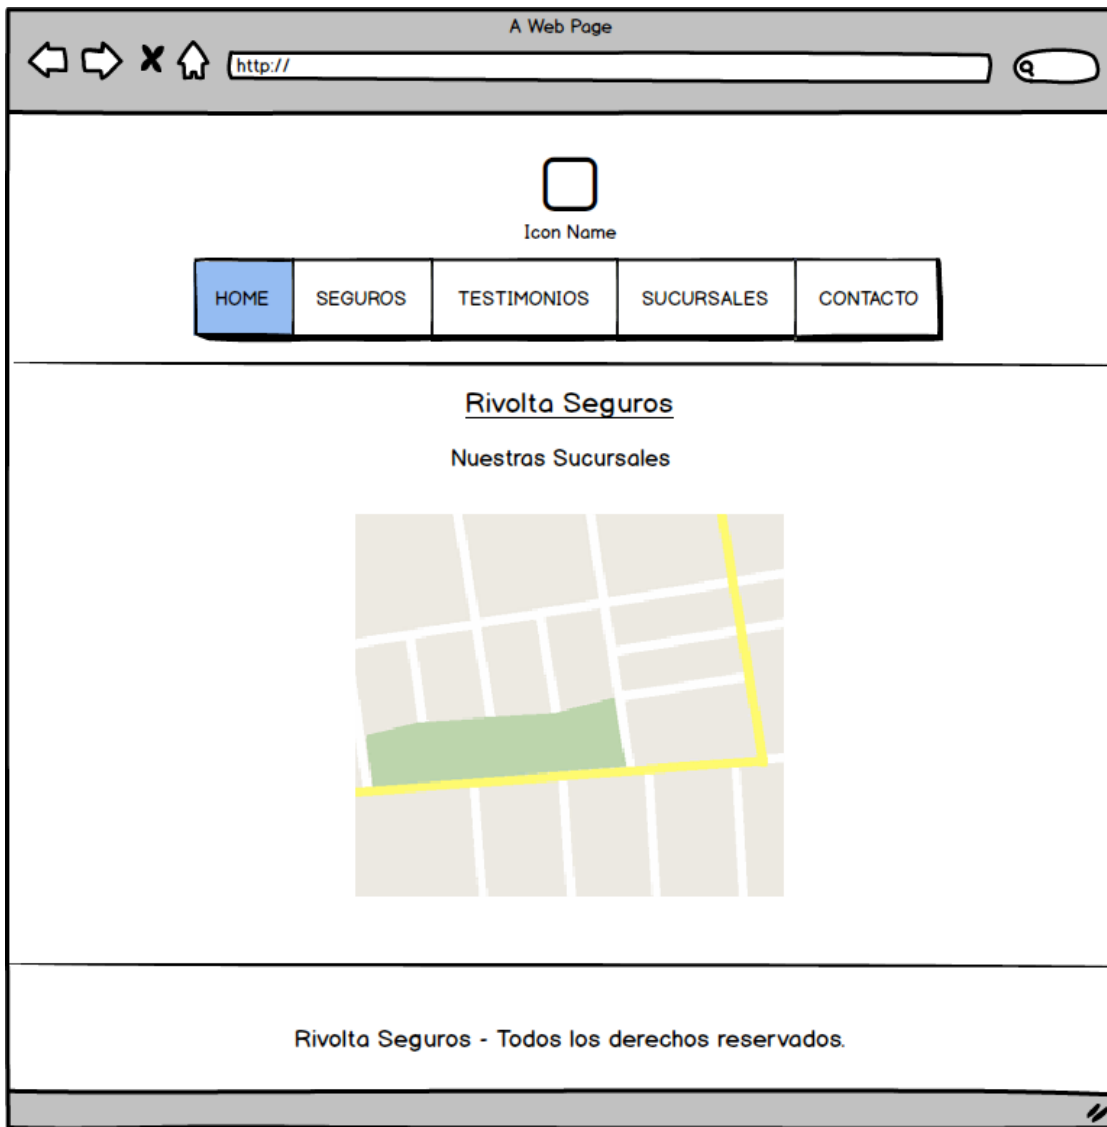 A Web Page
http://
Icon Name
HOME SEGUROS TESTIMONIOS SUCURSALES CONTACTO
Rivolta Seguros
Nuestras Sucursales
Rivolta Seguros - Todos los derechos reservados.